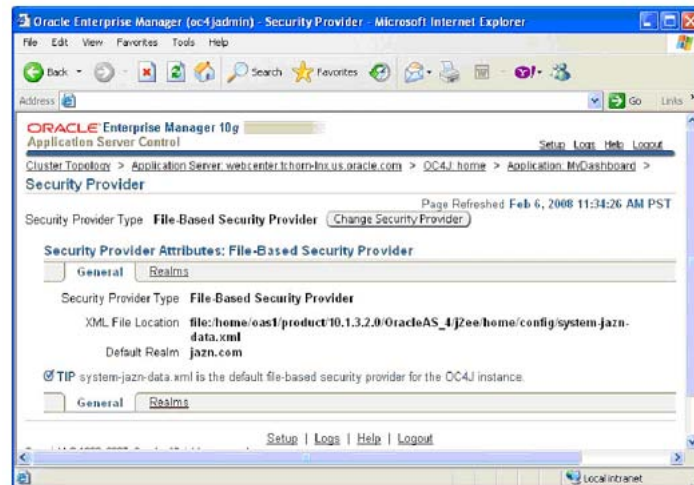 Oracle Enterprise Manager (oc4jadmin) - Security Provider - Microsoft Internet Explorer
File Edit View Favorites Tools Help
Back Search Favorites
Address Go Links
ORACLE Enterprise Manager 10g
Application Server Control
Setup Logs Help Logout
Cluster Topology > Application Server: webcenter.tchorn-lnx.us.oracle.com > OC4J: home > Application: MyDashboard >
Security Provider
Page Refreshed Feb 6, 2008 11:34:26 AM PST
Security Provider Type File-Based Security Provider Change Security Provider
Security Provider Attributes: File-Based Security Provider
General Realms
Security Provider Type File-Based Security Provider
XML File Location file:/home/oas1/product/10.1.3.2.0/OracleAS_4/j2ee/home/config/system-jazn-
data.xml
Default Realm jazn.com
TIP system-jazn-data.xml is the default file-based security provider for the OC4J instance.
General Realms
Setup | Logs | Help | Logout
Local intranet